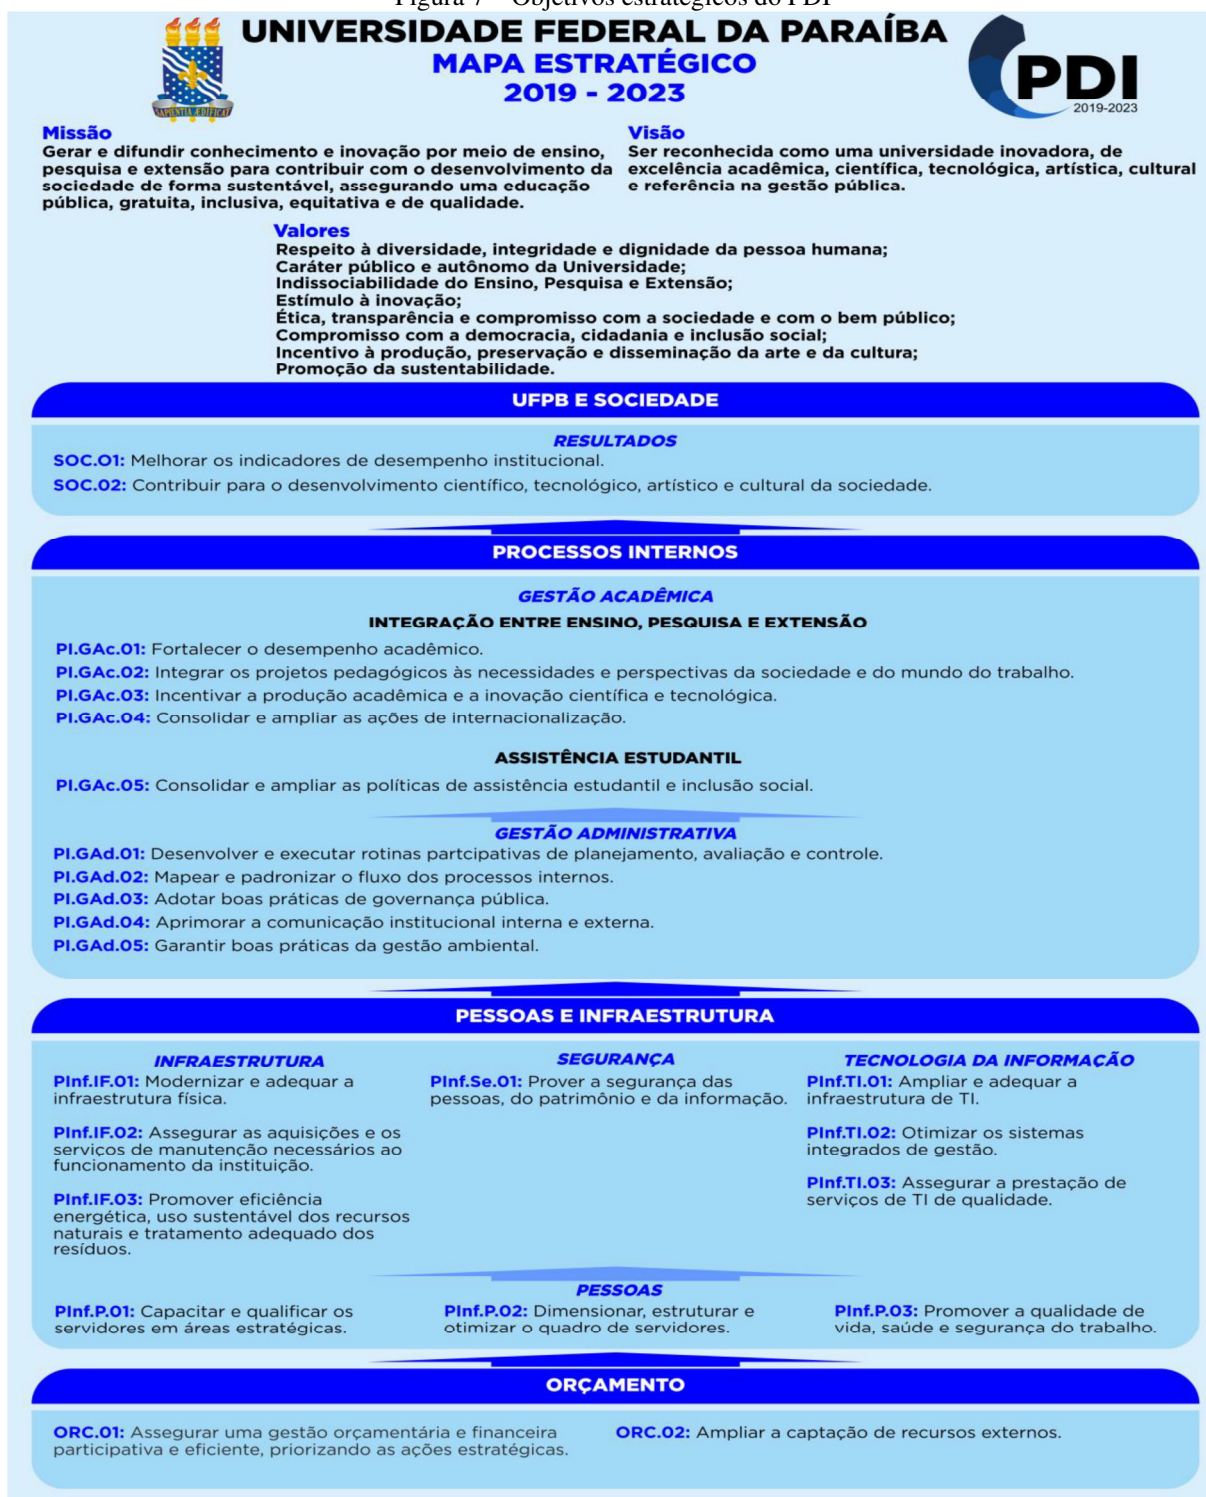 Figura 7 – Objetivos estratégicos do PDI
UNIVERSIDADE FEDERAL DA PARAÍBA
MAPA ESTRATÉGICO
2019 - 2023
SAPIENTIA ÆDIFICAT
PDI
2019-2023
Missão
Gerar e difundir conhecimento e inovação por meio de ensino,
pesquisa e extensão para contribuir com o desenvolvimento da
sociedade de forma sustentável, assegurando uma educação
pública, gratuita, inclusiva, equitativa e de qualidade.
Visão
Ser reconhecida como uma universidade inovadora, de
excelência acadêmica, científica, tecnológica, artística, cultural
e referência na gestão pública.
Valores
Respeito à diversidade, integridade e dignidade da pessoa humana;
Caráter público e autônomo da Universidade;
Indissociabilidade do Ensino, Pesquisa e Extensão;
Estímulo à inovação;
Ética, transparência e compromisso com a sociedade e com o bem público;
Compromisso com a democracia, cidadania e inclusão social;
Incentivo à produção, preservação e disseminação da arte e da cultura;
Promoção da sustentabilidade.
UFPB E SOCIEDADE
RESULTADOS
SOC.O1: Melhorar os indicadores de desempenho institucional.
SOC.02: Contribuir para o desenvolvimento científico, tecnológico, artístico e cultural da sociedade.
PROCESSOS INTERNOS
GESTÃO ACADÊMICA
INTEGRAÇÃO ENTRE ENSINO, PESQUISA E EXTENSÃO
PI.GAc.01: Fortalecer o desempenho acadêmico.
PI.GAc.02: Integrar os projetos pedagógicos às necessidades e perspectivas da sociedade e do mundo do trabalho.
PI.GAc.03: Incentivar a produção acadêmica e a inovação científica e tecnológica.
PI.GAc.04: Consolidar e ampliar as ações de internacionalização.
ASSISTÊNCIA ESTUDANTIL
PI.GAc.05: Consolidar e ampliar as políticas de assistência estudantil e inclusão social.
GESTÃO ADMINISTRATIVA
PI.GAd.01: Desenvolver e executar rotinas partcipativas de planejamento, avaliação e controle.
PI.GAd.02: Mapear e padronizar o fluxo dos processos internos.
PI.GAd.03: Adotar boas práticas de governança pública.
PI.GAd.04: Aprimorar a comunicação institucional interna e externa.
PI.GAd.05: Garantir boas práticas da gestão ambiental.
PESSOAS E INFRAESTRUTURA
INFRAESTRUTURA
PInf.IF.01: Modernizar e adequar a
infraestrutura física.
PInf.IF.02: Assegurar as aquisições e os
serviços de manutenção necessários ao
funcionamento da instituição.
PInf.IF.03: Promover eficiência
energética, uso sustentável dos recursos
naturais e tratamento adequado dos
resíduos.
SEGURANÇA
PInf.Se.01: Prover a segurança das
pessoas, do patrimônio e da informação.
TECNOLOGIA DA INFORMAÇÃO
PInf.TI.01: Ampliar e adequar a
infraestrutura de TI.
PInf.TI.02: Otimizar os sistemas
integrados de gestão.
PInf.TI.03: Assegurar a prestação de
serviços de TI de qualidade.
PESSOAS
PInf.P.01: Capacitar e qualificar os
servidores em áreas estratégicas.
PInf.P.02: Dimensionar, estruturar e
otimizar o quadro de servidores.
PInf.P.03: Promover a qualidade de
vida, saúde e segurança do trabalho.
ORÇAMENTO
ORC.01: Assegurar uma gestão orçamentária e financeira
participativa e eficiente, priorizando as ações estratégicas.
ORC.02: Ampliar a captação de recursos externos.